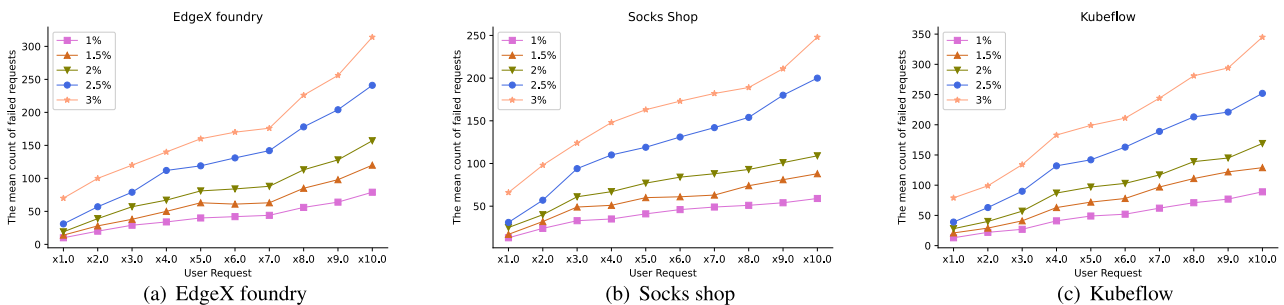 EdgeX foundry
The mean count of failed requests
300
250
200
150
100
50
0
1%
1.5%
2%
2.5%
3%
x1.0 x2.0 x3.0 x4.0 x5.0 x6.0 x7.0 x8.0 x9.0 x10.0
User Request
(a) EdgeX foundry
Socks Shop
The mean count of failed requests
250
200
150
100
50
1%
1.5%
2%
2.5%
3%
x1.0 x2.0 x3.0 x4.0 x5.0 x6.0 x7.0 x8.0 x9.0 x10.0
User Request
(b) Socks shop
Kubeflow
The mean count of failed requests
350
300
250
200
150
100
50
0
1%
1.5%
2%
2.5%
3%
x1.0 x2.0 x3.0 x4.0 x5.0 x6.0 x7.0 x8.0 x9.0 x10.0
User Request
(c) Kubeflow